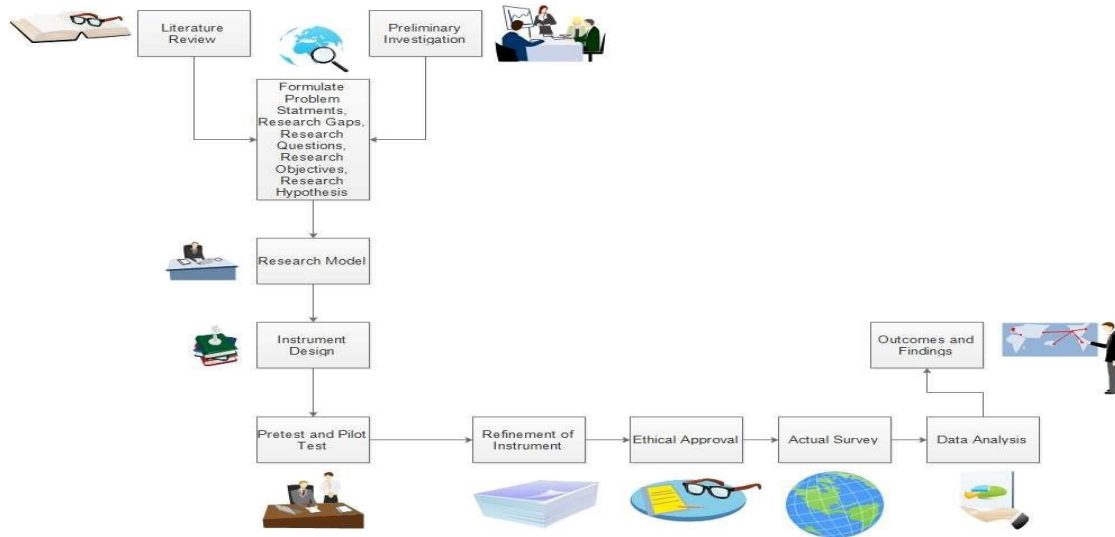 Literature
Review
Preliminary
Investigation
Formulate
Problem
Statments,
Research Gaps,
Research
Questions,
Research
Objectives,
Research
Hypothesis
Research Model
Instrument
Design
Outcomes and
Findings
Pretest and Pilot
Test
Refinement of
Instrument
Ethical Approval
Actual Survey
Data Analysis